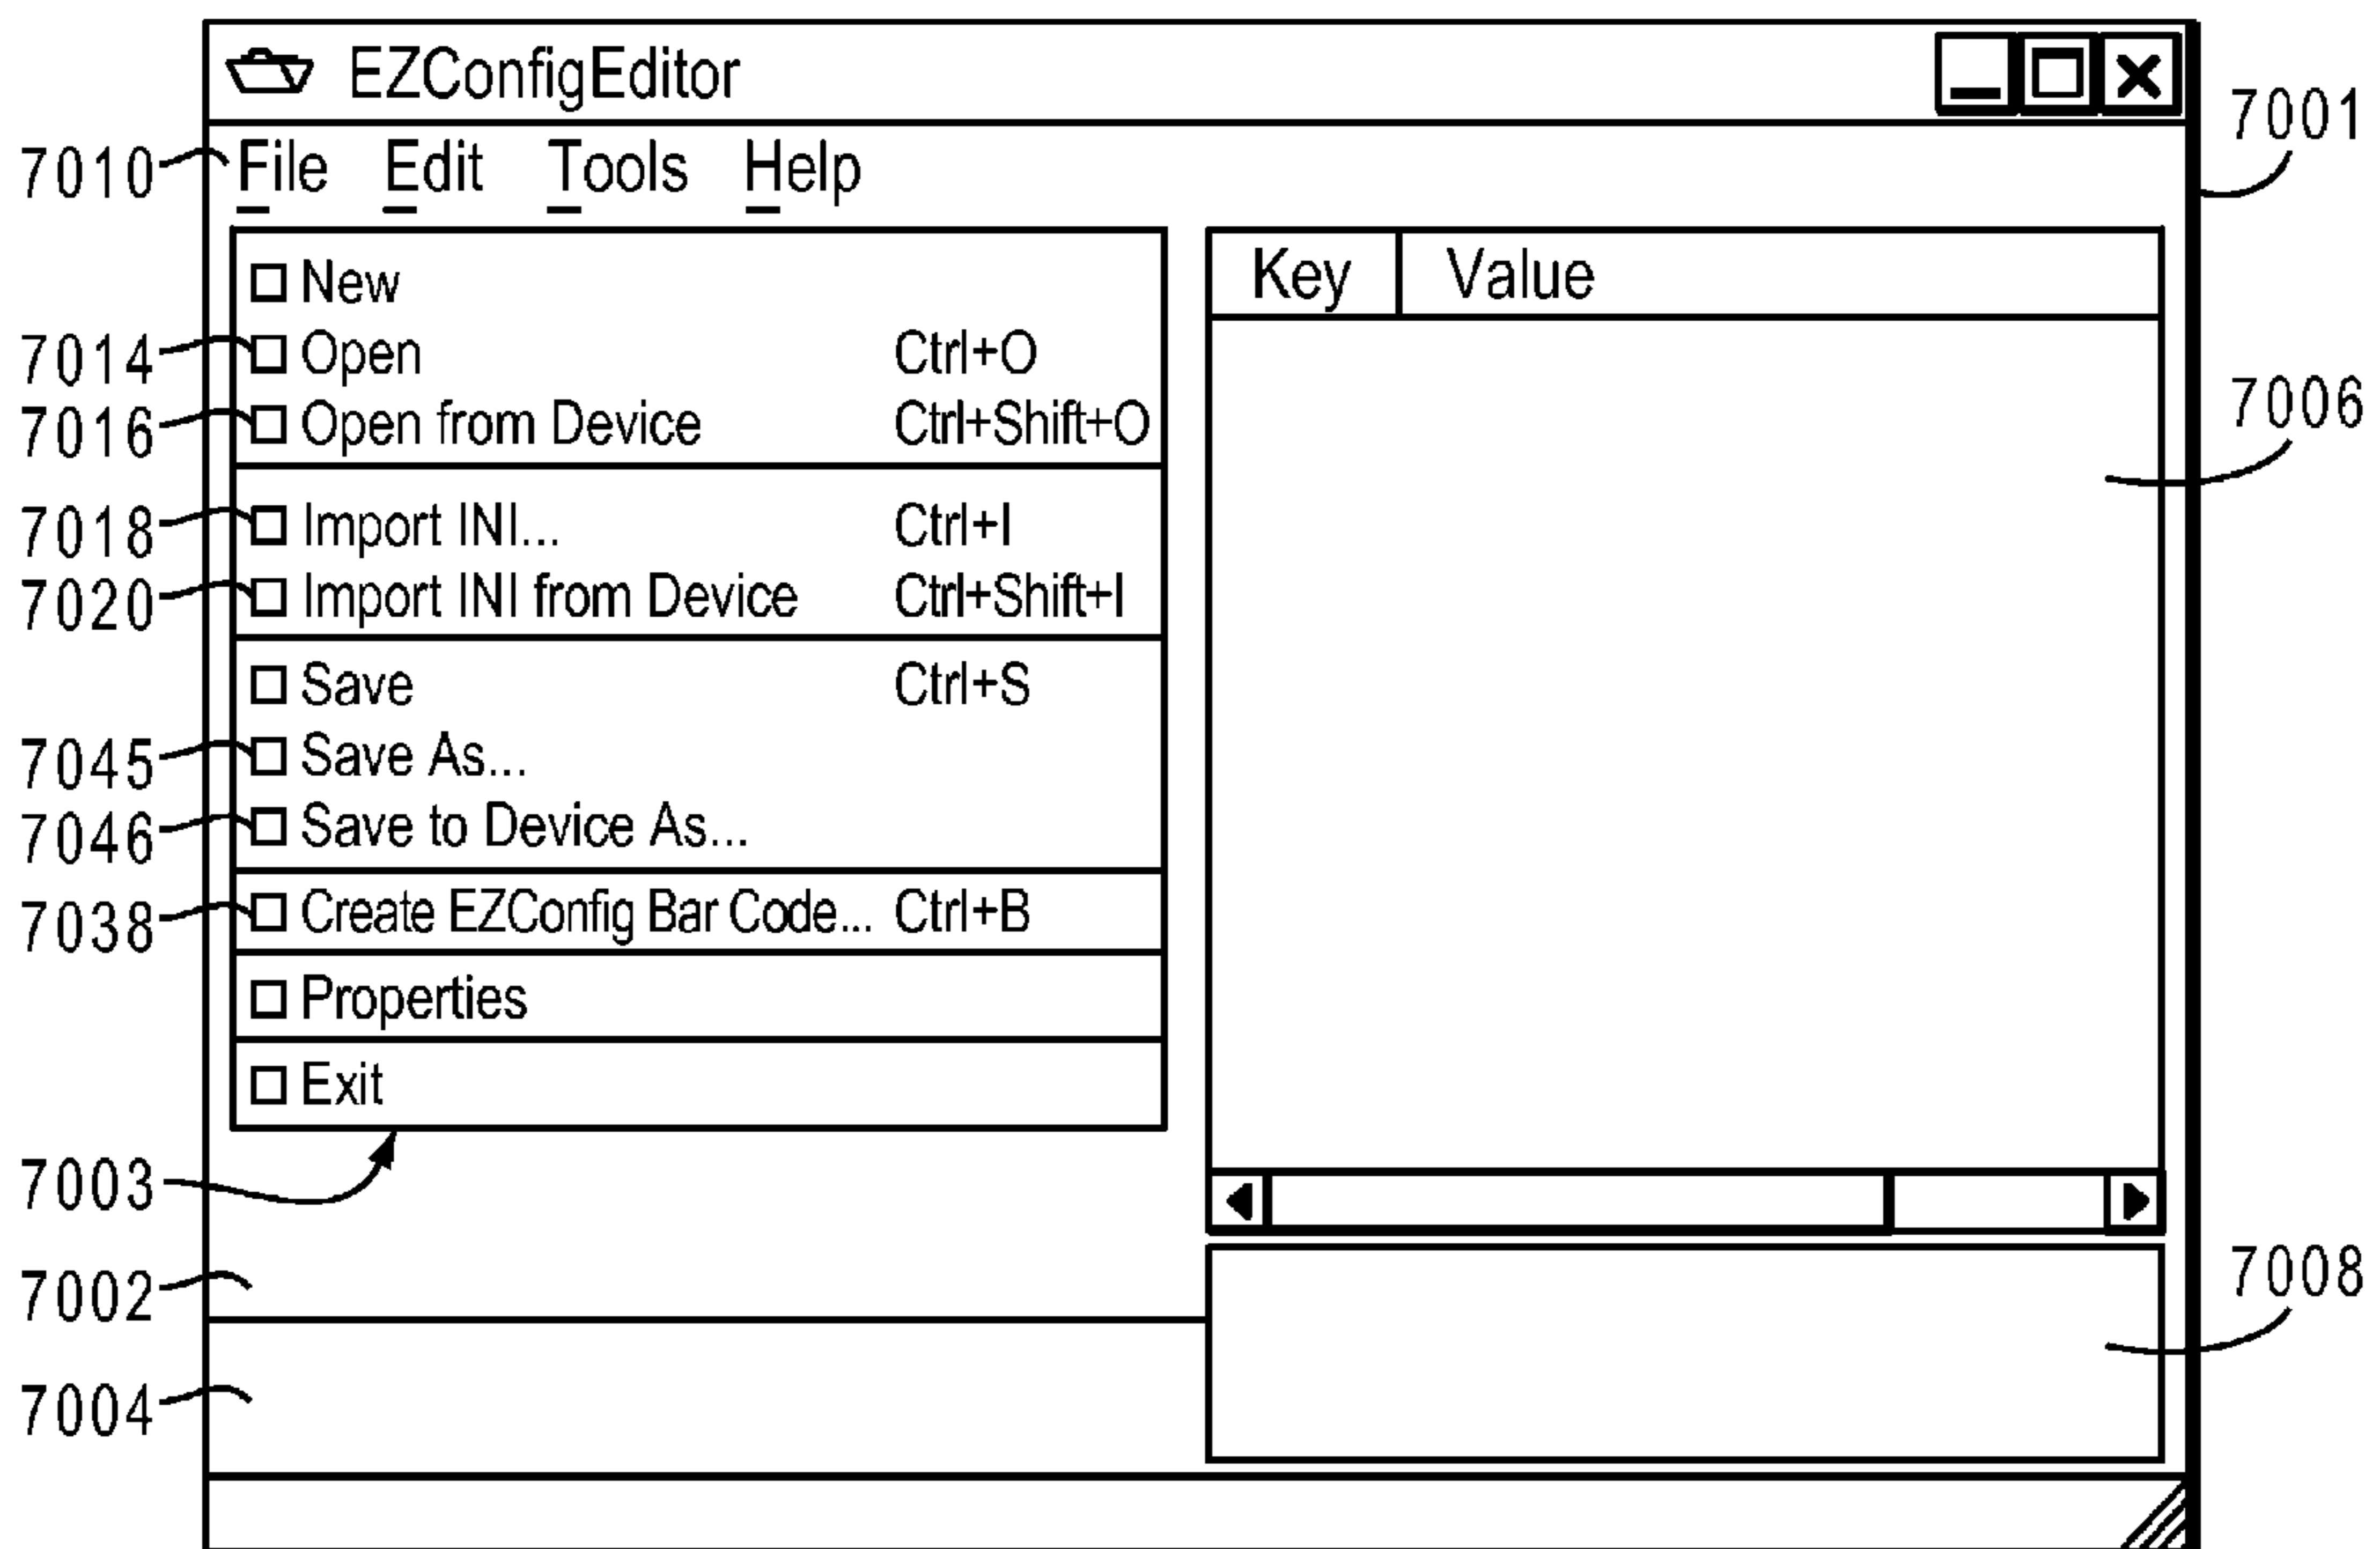 EZConfigEditor
7001
7010 File Edit Tools Help
New
7014 Open Ctrl+O
7016 Open from Device Ctrl+Shift+O
7018 Import INI... Ctrl+I
7020 Import INI from Device Ctrl+Shift+I
Save Ctrl+S
7045 Save As...
7046 Save to Device As...
7038 Create EZConfig Bar Code... Ctrl+B
Properties
Exit
7003
7002
7004
Key Value
7006
7008